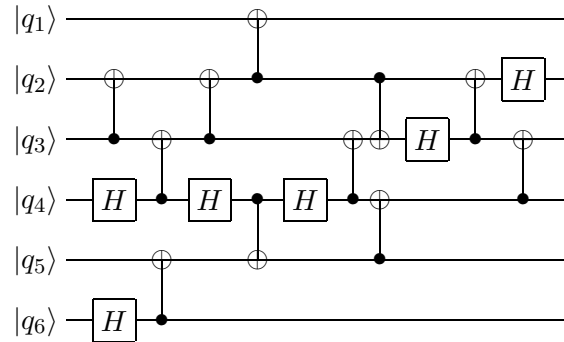 |q₁⟩
|q₂⟩ H
|q₃⟩ H
|q₄⟩ H H H
|q₅⟩
|q₆⟩ H